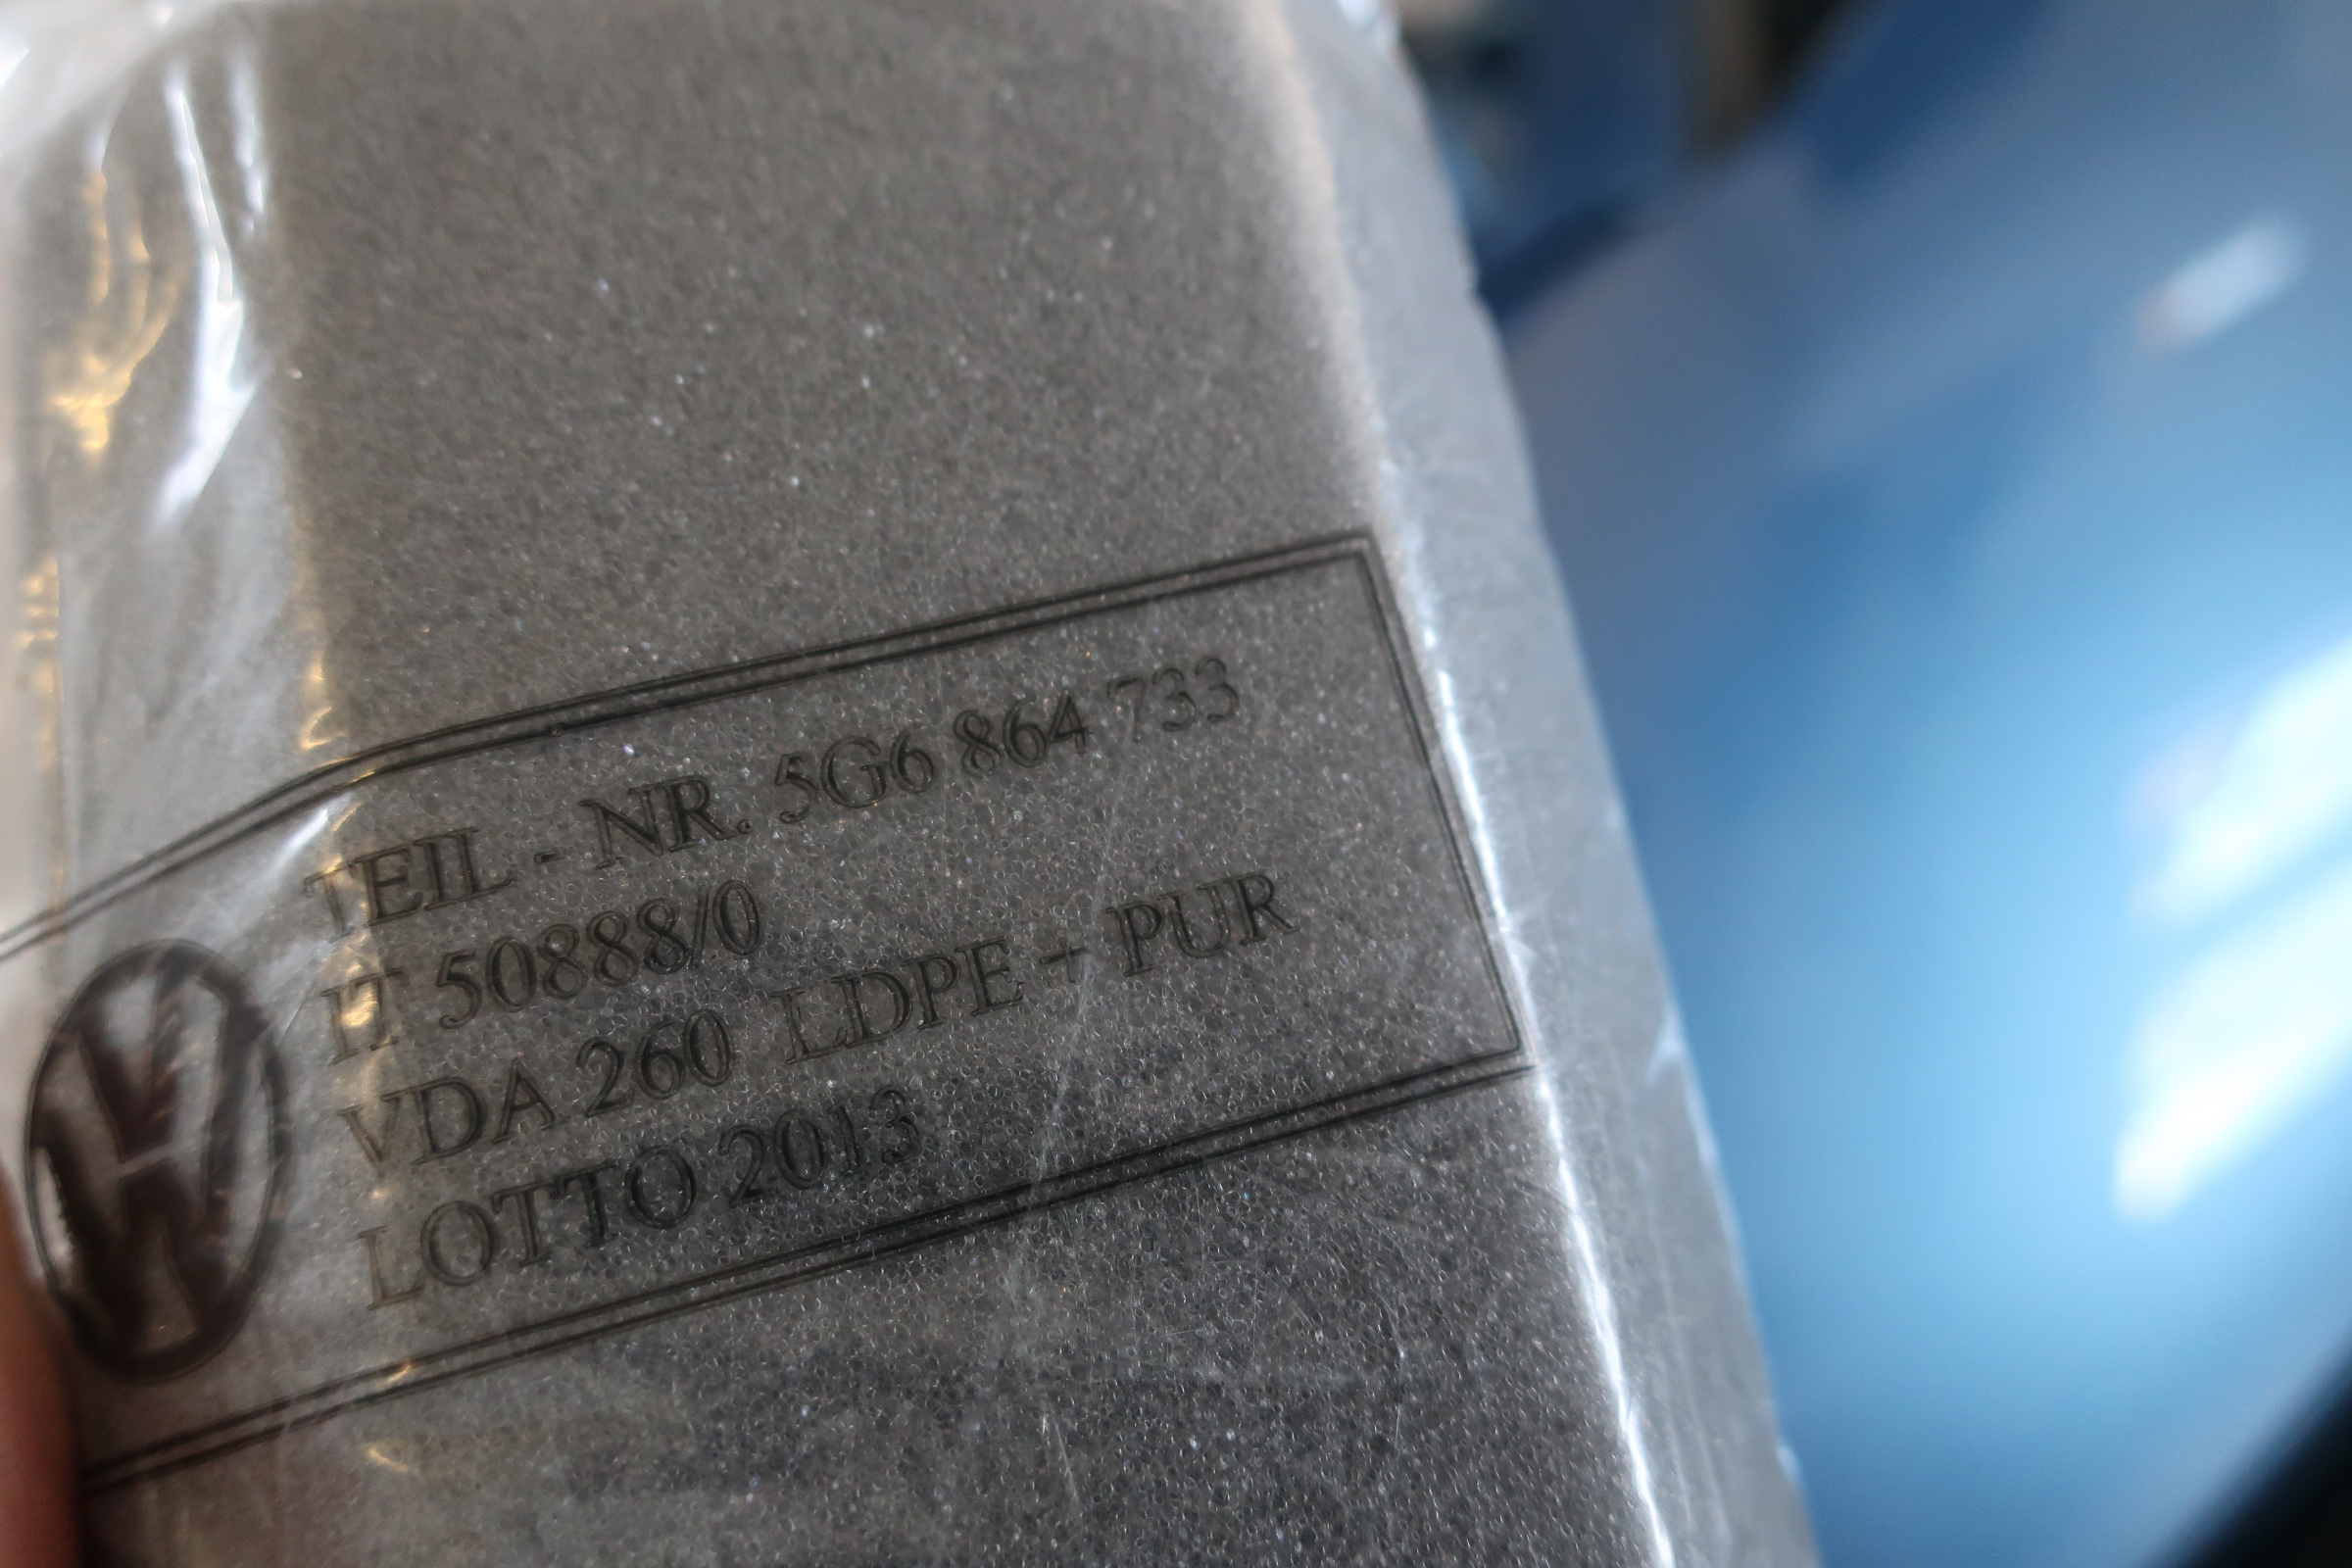 TEIL - NR. 5G6 864 733
IT 50888/0
VDA 260 LDPE + PUR
LOTTO 2013